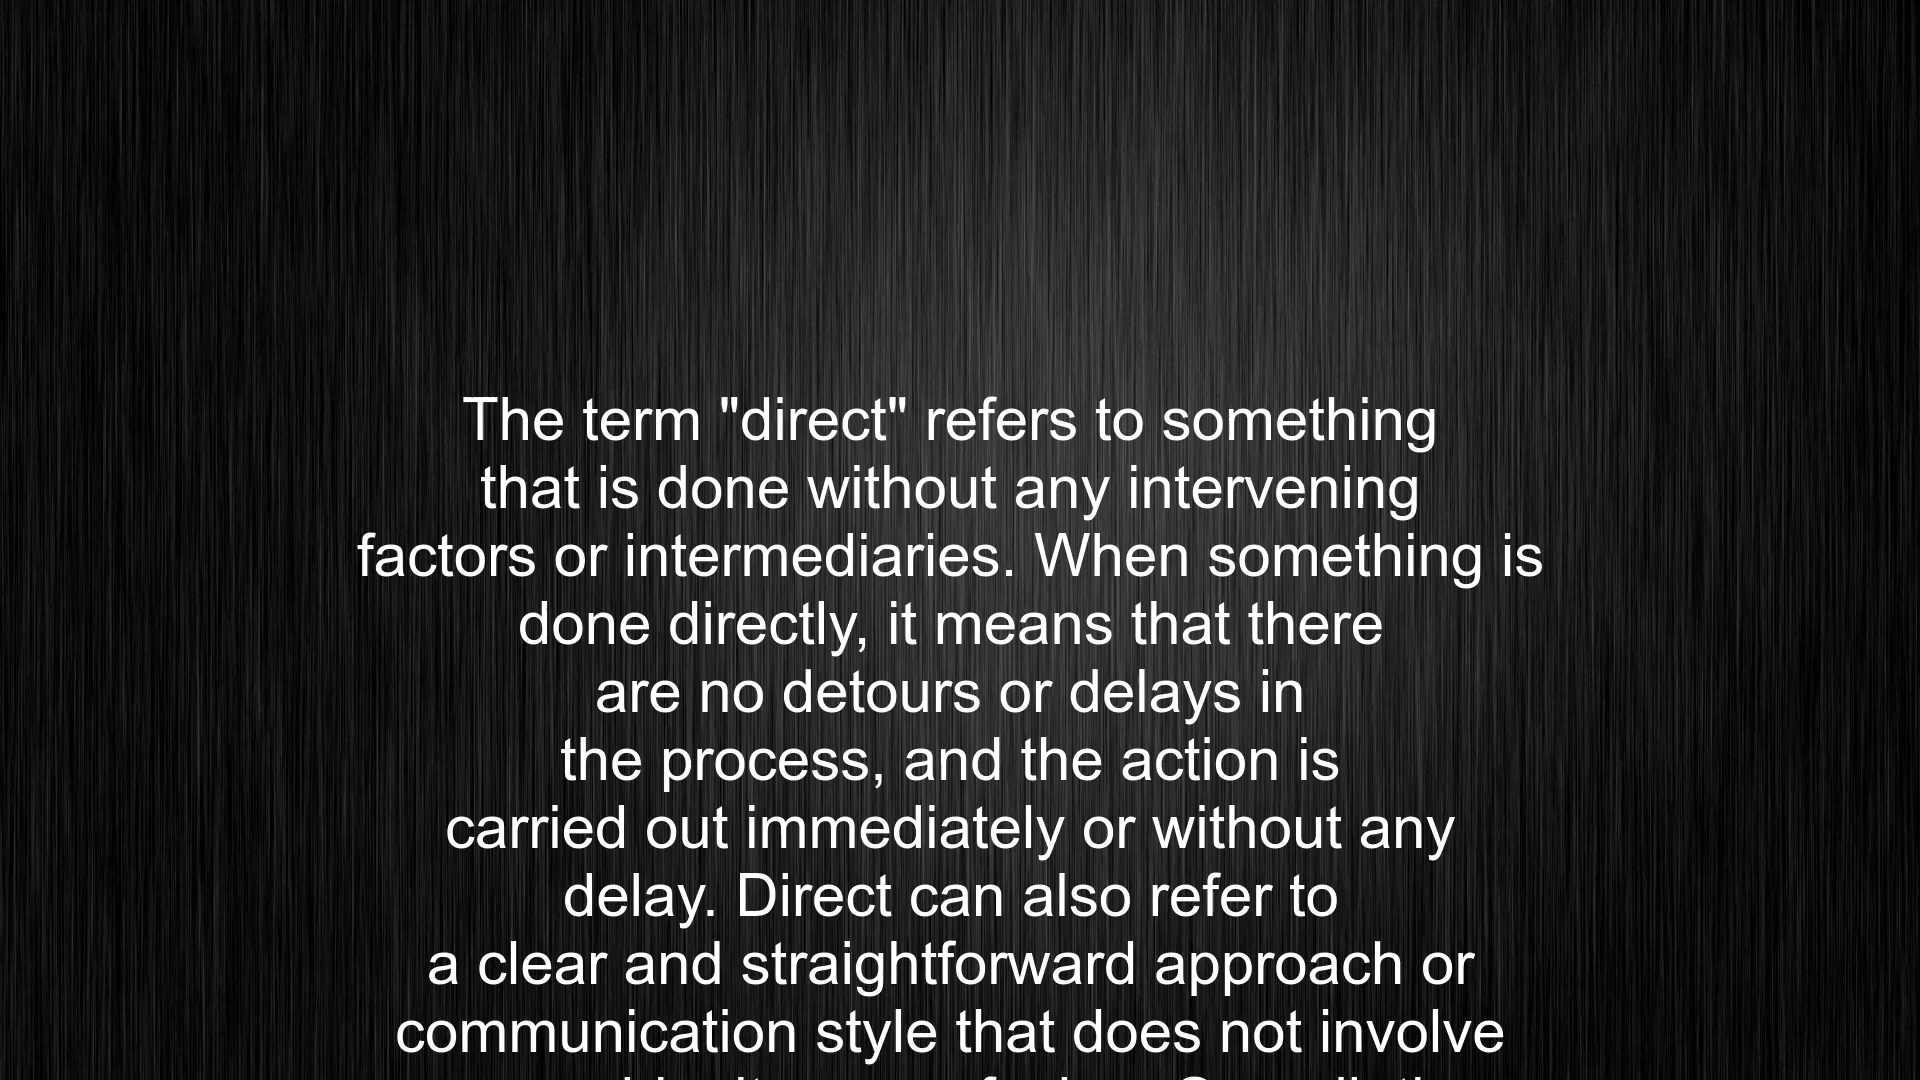 The term "direct" refers to something
that is done without any intervening
factors or intermediaries. When something is
done directly, it means that there
are no detours or delays in
the process, and the action is
carried out immediately or without any
delay. Direct can also refer to
a clear and straightforward approach or
communication style that does not involve